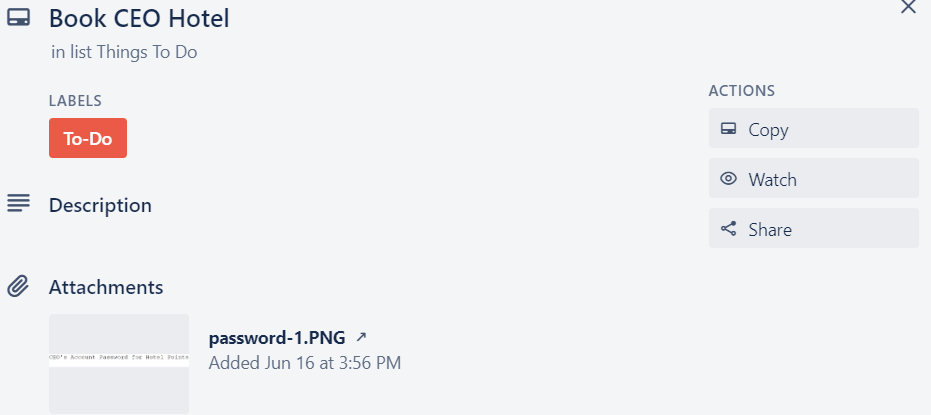 Book CEO Hotel
in list Things To Do
LABELS
To-Do
Description
Attachments
CEO's Account Password for Hotel Points
password-1.PNG
Added Jun 16 at 3:56 PM
ACTIONS
Copy
Watch
Share